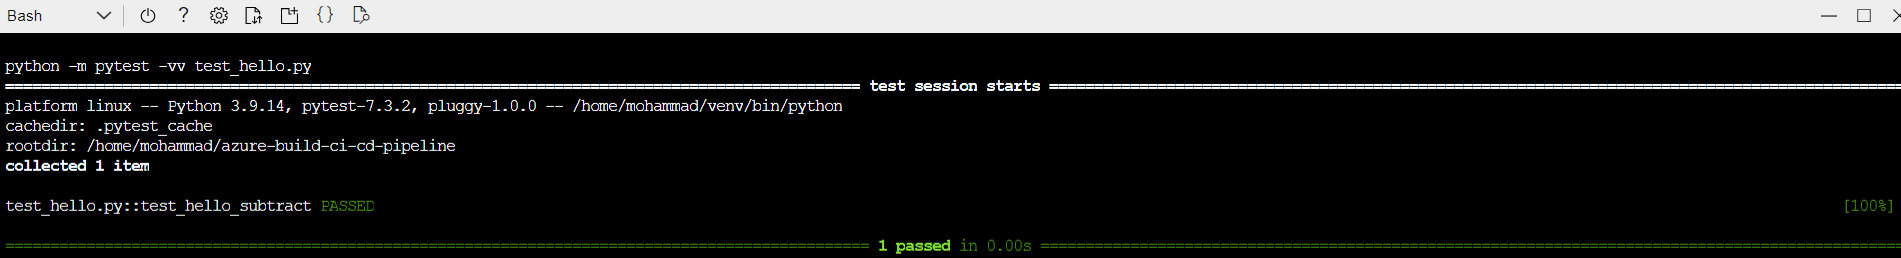 Bash
python -m pytest -vv test_hello.py
=============================================================================================== test session starts ===============================================================================================
platform linux -- Python 3.9.14, pytest-7.3.2, pluggy-1.0.0 -- /home/mohammad/venv/bin/python
cachedir: .pytest_cache
rootdir: /home/mohammad/azure-build-ci-cd-pipeline
collected 1 item
test_hello.py::test_hello_subtract PASSED [100%]
================================================================================================ 1 passed in 0.00s ================================================================================================